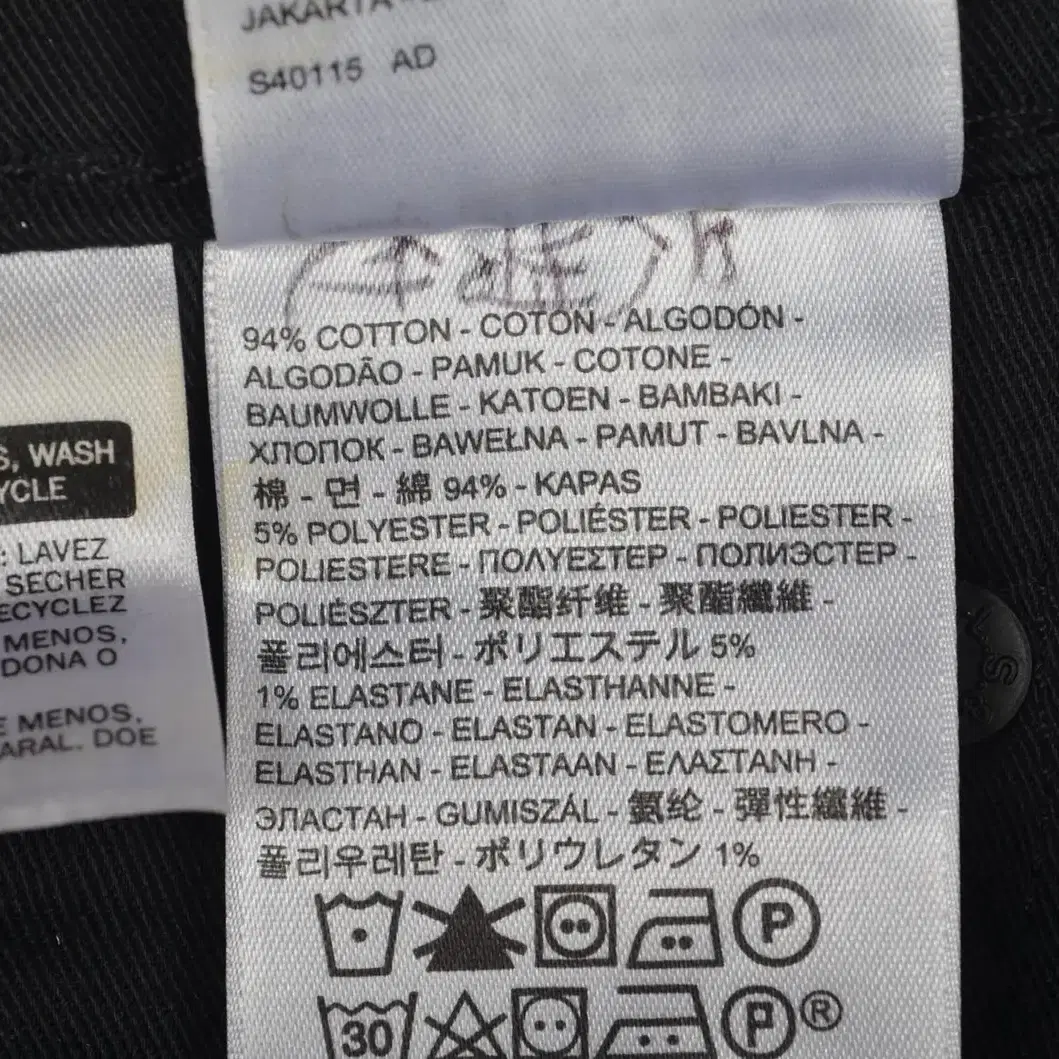 JAKARTA
S40115 AD
S, WASH
YCLE
: LAVEZ
SECHER
ECYCLEZ
MENOS,
DONA O
E MENOS,
ARAL. DOE
94% COTTON - COTON - ALGODÓN -
ALGODÃO - PAMUK - COTONE -
BAUMWOLLE - KATOEN - BAMBAKI -
ХЛОПОК - BAWEŁNA - PAMUT - BAVLNA -
棉 - 면 - 綿 94% - KAPAS
5% POLYESTER - POLIÉSTER - POLIESTER -
POLIESTERE - ΠΟΛΥΕΣΤΕΡ - ПОЛИЭСТЕР -
POLIÉSZTER - 聚酯纤维 - 聚酯纖維 -
폴리에스터 - ポリエステル 5%
1% ELASTANE - ELASTHANNE -
ELASTANO - ELASTAN - ELASTOMERO -
ELASTHAN - ELASTAAN - ΕΛΑΣΤΑΝΗ -
ЭЛАСТАН - GUMISZÁL - 氨纶 - 彈性纖維 -
폴리우레탄 - ポリウレタン 1%
P
30 P ®